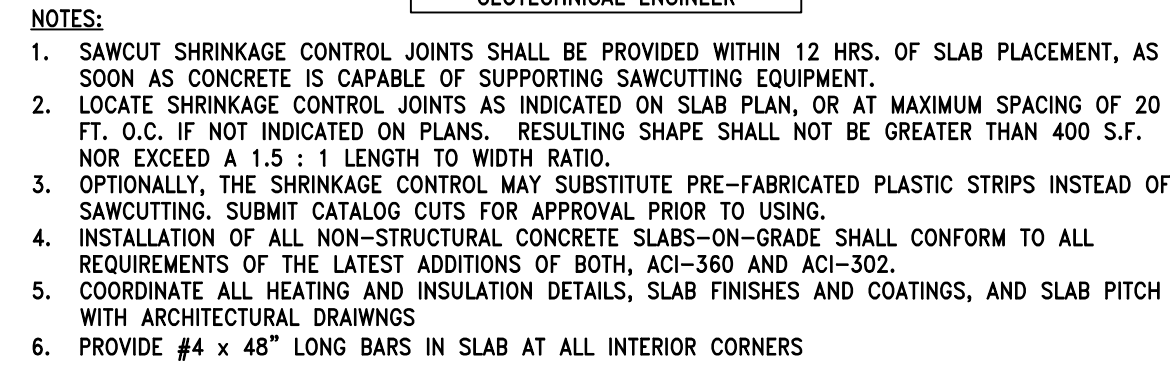 GEOTECHNICAL ENGINEER
NOTES:
1. SAWCUT SHRINKAGE CONTROL JOINTS SHALL BE PROVIDED WITHIN 12 HRS. OF SLAB PLACEMENT, AS
SOON AS CONCRETE IS CAPABLE OF SUPPORTING SAWCUTTING EQUIPMENT.
2. LOCATE SHRINKAGE CONTROL JOINTS AS INDICATED ON SLAB PLAN, OR AT MAXIMUM SPACING OF 20
FT. O.C. IF NOT INDICATED ON PLANS. RESULTING SHAPE SHALL NOT BE GREATER THAN 400 S.F.
NOR EXCEED A 1.5 : 1 LENGTH TO WIDTH RATIO.
3. OPTIONALLY, THE SHRINKAGE CONTROL MAY SUBSTITUTE PRE-FABRICATED PLASTIC STRIPS INSTEAD OF
SAWCUTTING. SUBMIT CATALOG CUTS FOR APPROVAL PRIOR TO USING.
4. INSTALLATION OF ALL NON-STRUCTURAL CONCRETE SLABS-ON-GRADE SHALL CONFORM TO ALL
REQUIREMENTS OF THE LATEST ADDITIONS OF BOTH, ACI-360 AND ACI-302.
5. COORDINATE ALL HEATING AND INSULATION DETAILS, SLAB FINISHES AND COATINGS, AND SLAB PITCH
WITH ARCHITECTURAL DRAIWNGS
6. PROVIDE #4 x 48" LONG BARS IN SLAB AT ALL INTERIOR CORNERS